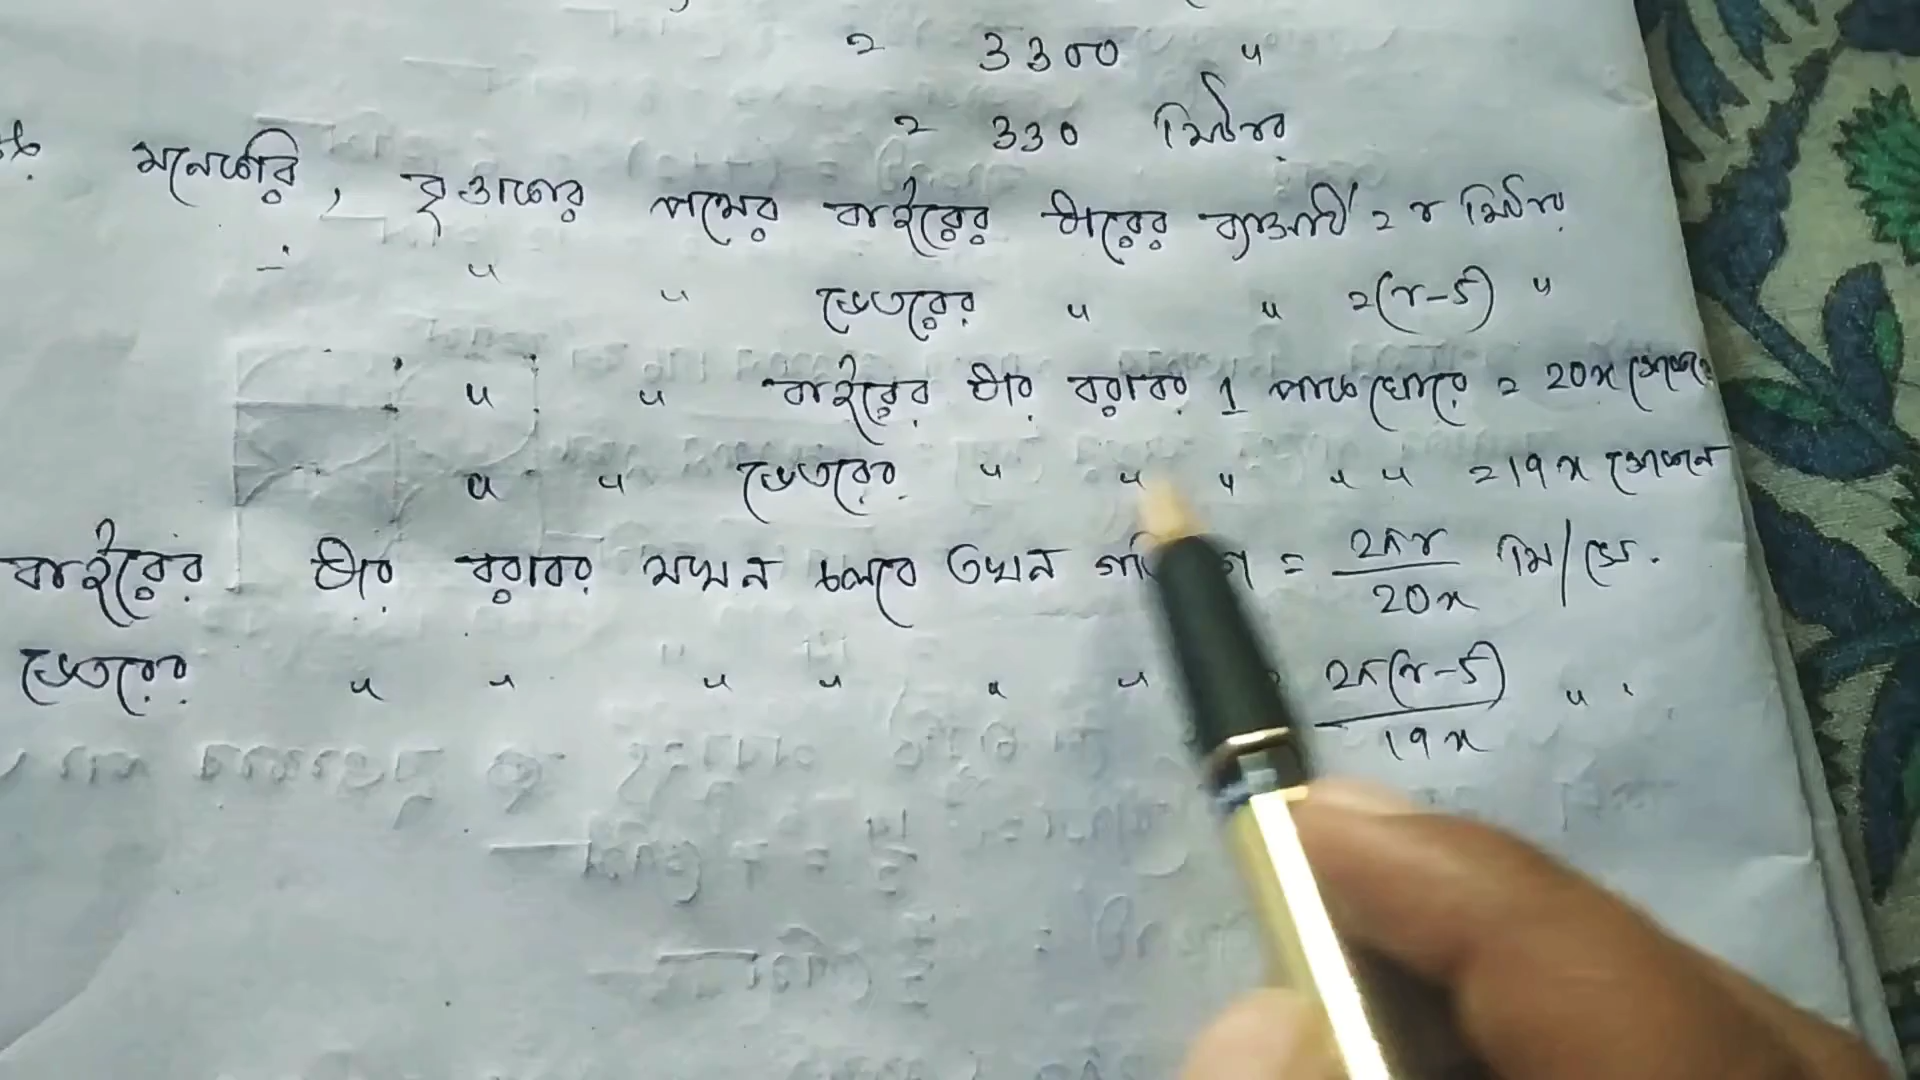 = 3300 "
= 330 মিটার
মনেকরি, বৃত্তাকার পথের বাইরের ধারের ব্যাসার্ধ = r মিটার
∴ " " ভেতরের " " = (r-5) "
" " বাইরের ধার বরাবর 1 পাক ঘোরে = 20x সেকেন্ডে
" " ভেতরের " " " " " = 19x সেকেন্ডে
বাইরের ধার বরাবর যখন চলবে তখন গতিবেগ = 2πr/20x মি/সে.
ভেতরের " " " " " " = 2π(r-5)/19x "